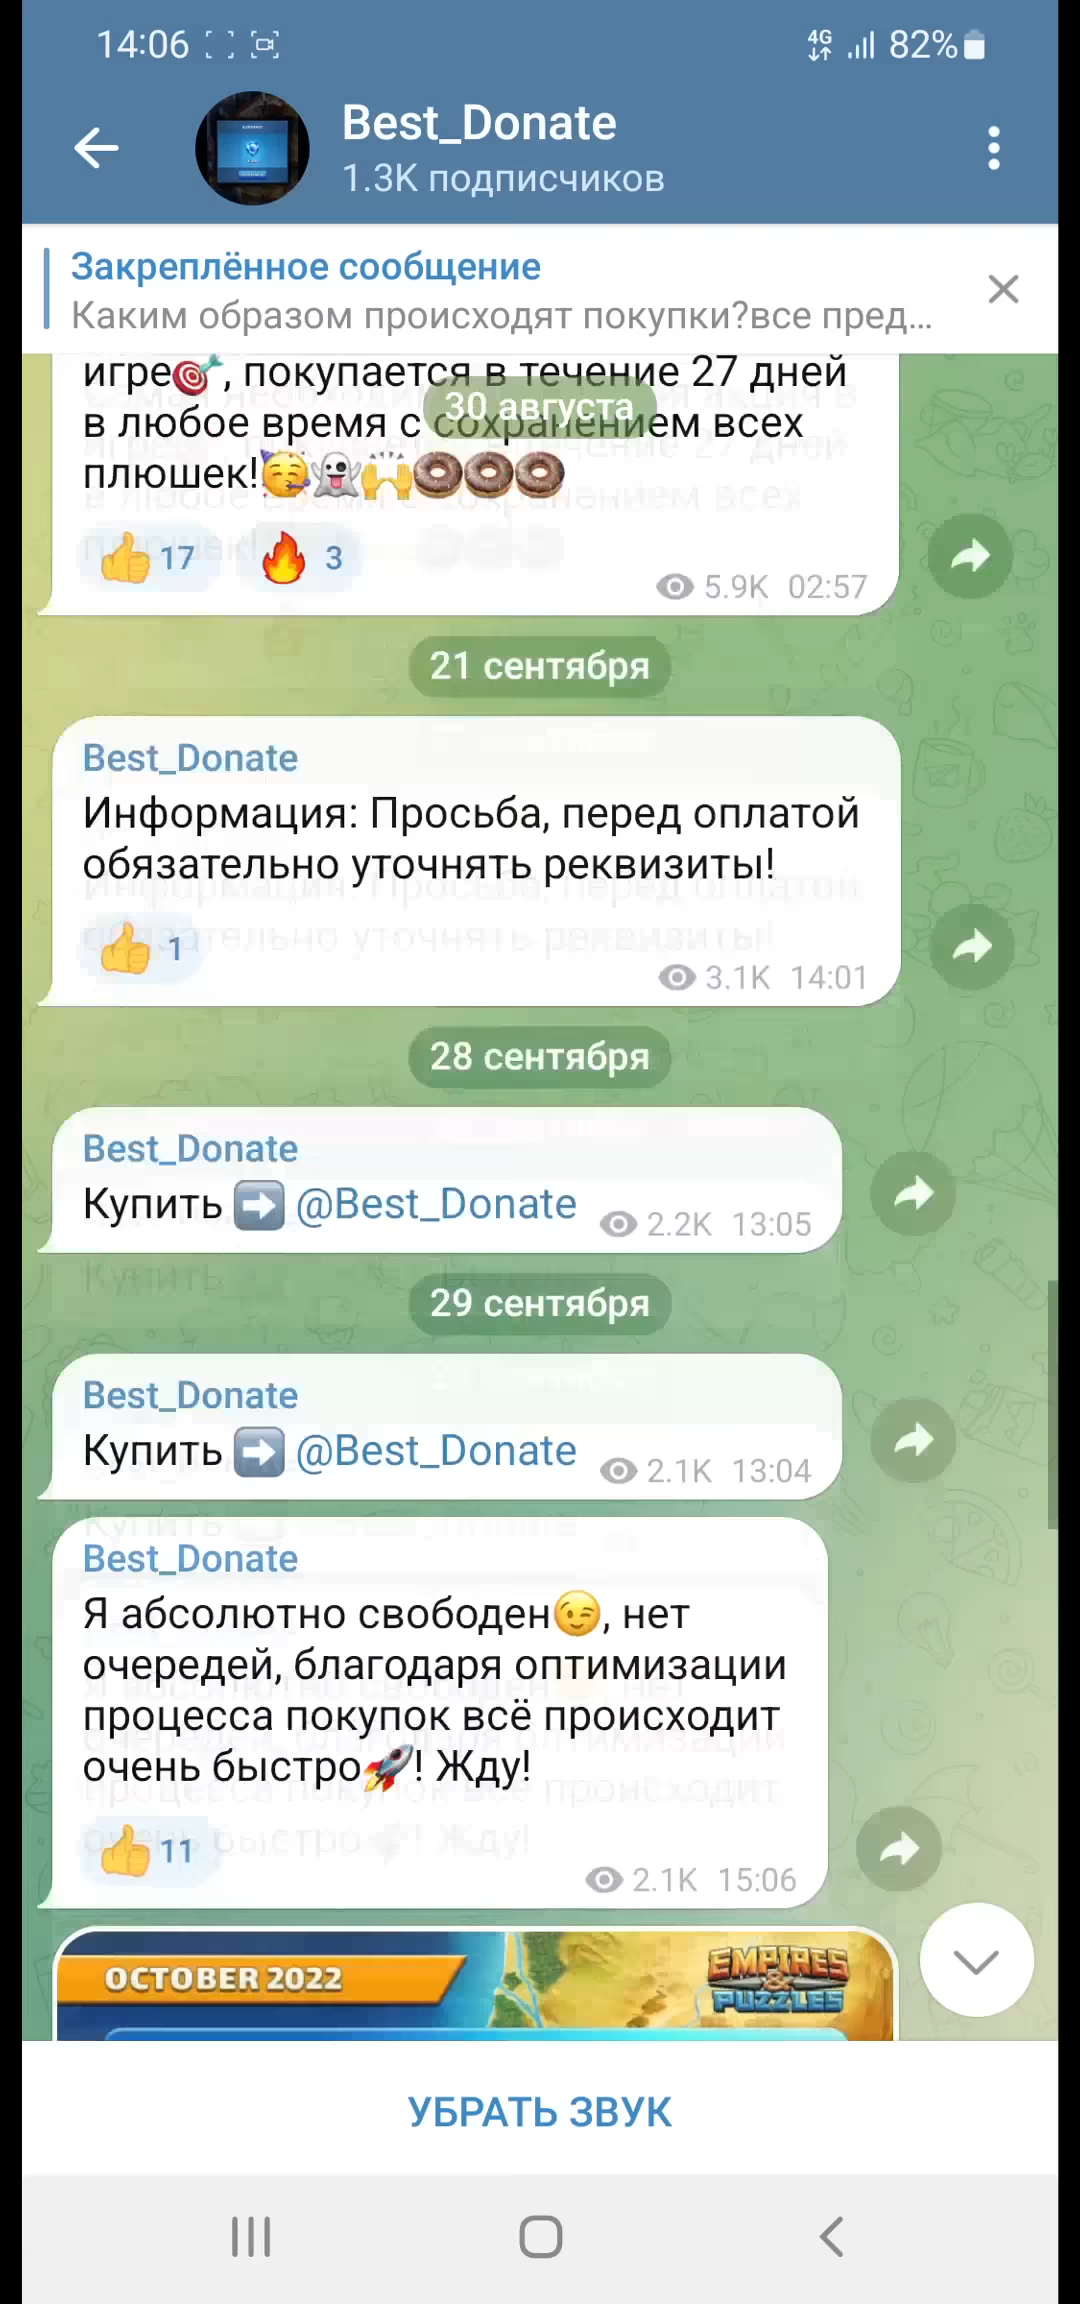 14:06
4G
82%
Best_Donate
1.3K подписчиков
Закреплённое сообщение
Каким образом происходят покупки?все пред...
30 августа
игре🎯, покупается в течение 27 дней
в любое время с сохранением всех
плюшек!🥳👻🙌🍩🍩🍩
👍 17 🔥 3
5.9K 02:57
21 сентября
Best_Donate
Информация: Просьба, перед оплатой
обязательно уточнять реквизиты!
👍 1
3.1K 14:01
28 сентября
Best_Donate
Купить ➡️ @Best_Donate
2.2K 13:05
29 сентября
Best_Donate
Купить ➡️ @Best_Donate
2.1K 13:04
Best_Donate
Я абсолютно свободен😉, нет
очередей, благодаря оптимизации
процесса покупок всё происходит
очень быстро🚀! Жду!
👍 11
2.1K 15:06
OCTOBER 2022
EMPIRES
&
PUZZLES
УБРАТЬ ЗВУК